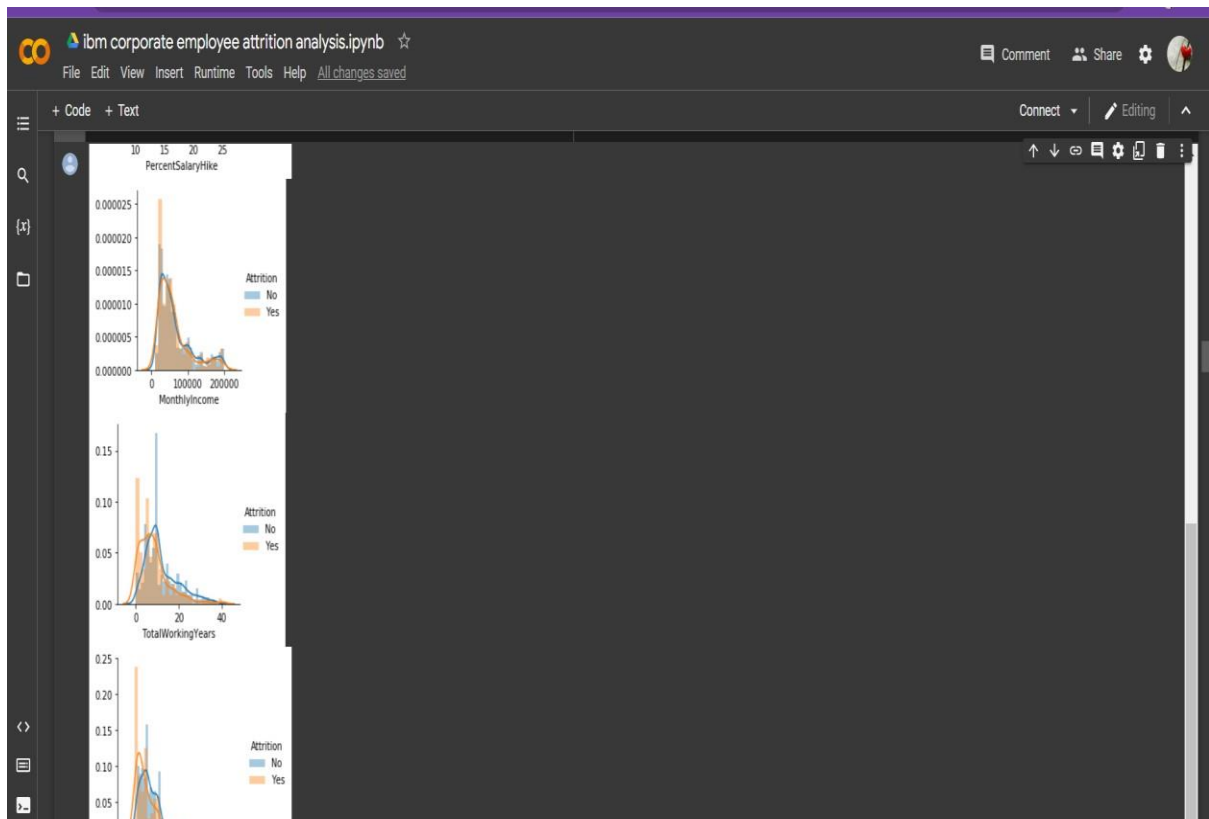 ibm corporate employee attrition analysis.ipynb
File Edit View Insert Runtime Tools Help All changes saved
Comment Share
+ Code + Text
Connect Editing
{x}
10 15 20 25
PercentSalaryHike
0.000025
0.000020
0.000015
0.000010
0.000005
0.000000
Attrition
No
Yes
0 100000 200000
MonthlyIncome
0.15
0.10
0.05
0.00
Attrition
No
Yes
0 20 40
TotalWorkingYears
0.25
0.20
0.15
0.10
0.05
Attrition
No
Yes